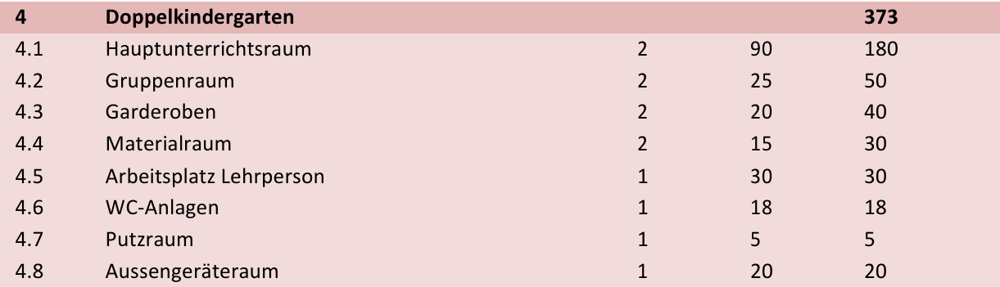 4 Doppelkindergarten 373
4.1 Hauptunterrichtsraum 2 90 180
4.2 Gruppenraum 2 25 50
4.3 Garderoben 2 20 40
4.4 Materialraum 2 15 30
4.5 Arbeitsplatz Lehrperson 1 30 30
4.6 WC-Anlagen 1 18 18
4.7 Putzraum 1 5 5
4.8 Aussengeräteraum 1 20 20